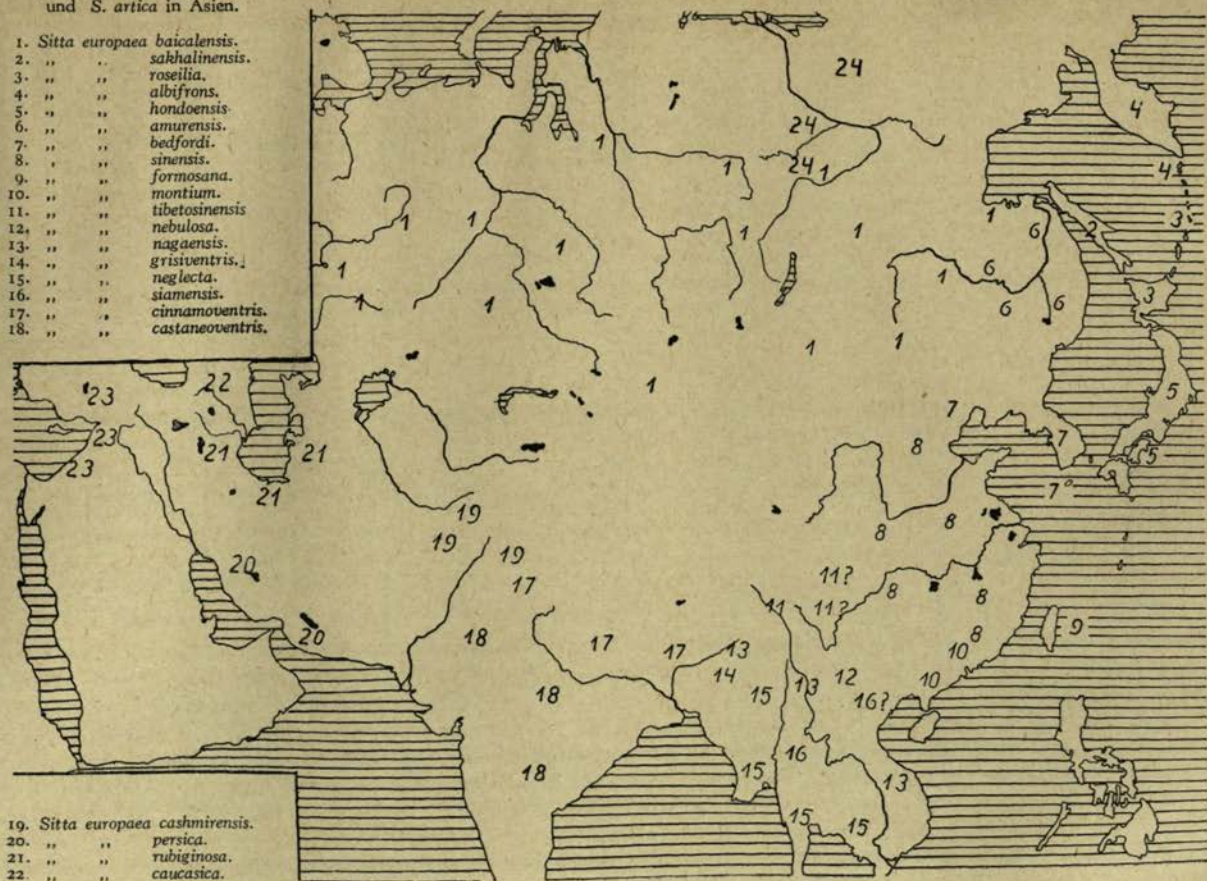 und S. artica in Asien.
1. Sitta europaea baicalensis.
2. ,, ,, sakhalinensis.
3. ,, ,, roseilia.
4. ,, ,, albifrons.
5. ,, ,, hondoensis
6. ,, ,, amurensis.
7. ,, ,, bedfordi.
8. ,, ,, sinensis.
9. ,, ,, formosana.
10. ,, ,, montium.
11. ,, ,, tibetosinensis
12. ,, ,, nebulosa.
13. ,, ,, nagaensis.
14. ,, ,, grisiventris.
15. ,, ,, neglecta.
16. ,, ,, siamensis.
17. ,, ,, cinnamoventris.
18. ,, ,, castaneoventris.
24
4
24
1
1 24 1 4
1 1 1 1 1 6 2 3
1 1 1 6
1 1 6 6 3
1 1 1
1 5
23 22
23 21 21 8 7 7 5
23 21 7
19 8 8
19 19
20 17 11? 8 8
11 11? 8 9
20 18 17 17 13 10
18 14 15 13 12 16? 10
18 15 16 13
15 15
19. Sitta europaea cashmirensis.
20. ,, ,, persica.
21. ,, ,, rubiginosa.
22. ,, ,, caucasica.